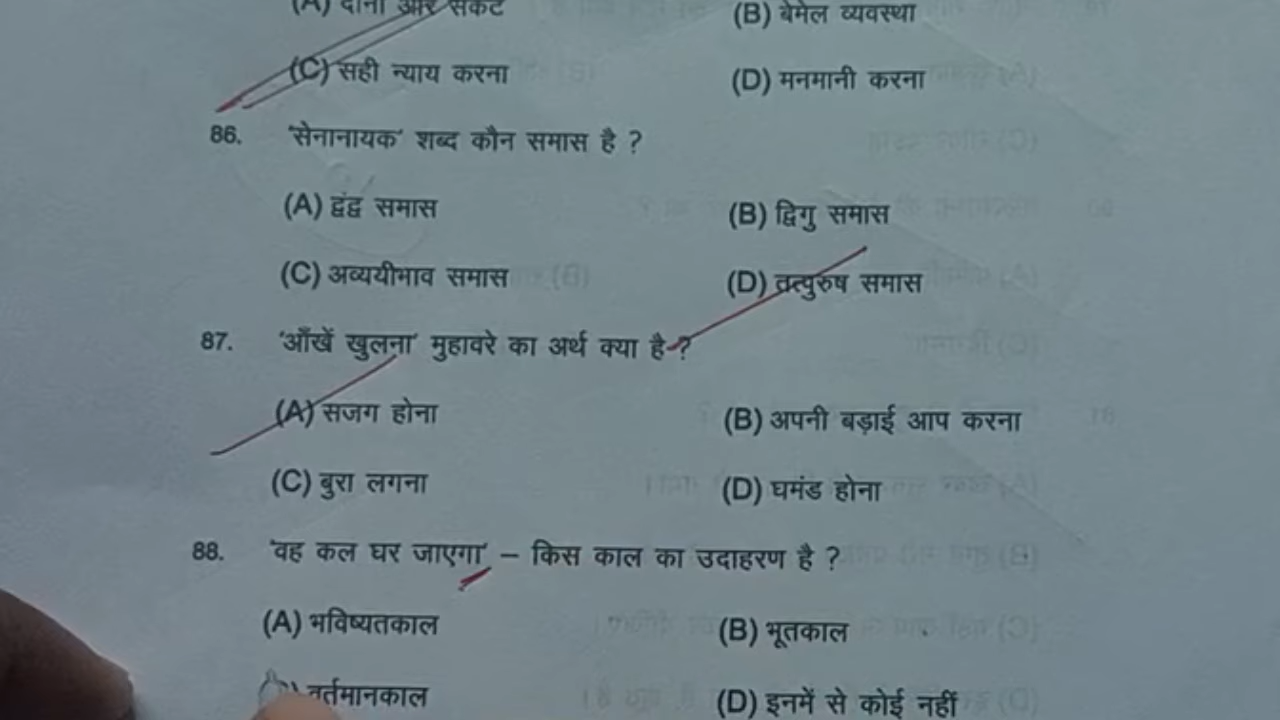 (A) दोनों ओर संकट
(B) बेमेल व्यवस्था
(C) सही न्याय करना
(D) मनमानी करना
86. 'सेनानायक' शब्द कौन समास है ?
(A) द्वंद्व समास
(B) द्विगु समास
(C) अव्ययीभाव समास
(D) तत्पुरुष समास
87. 'आँखें खुलना' मुहावरे का अर्थ क्या है ?
(A) सजग होना
(B) अपनी बड़ाई आप करना
(C) बुरा लगना
(D) घमंड होना
88. 'वह कल घर जाएगा' – किस काल का उदाहरण है ?
(A) भविष्यतकाल
(B) भूतकाल
वर्तमानकाल
(D) इनमें से कोई नहीं